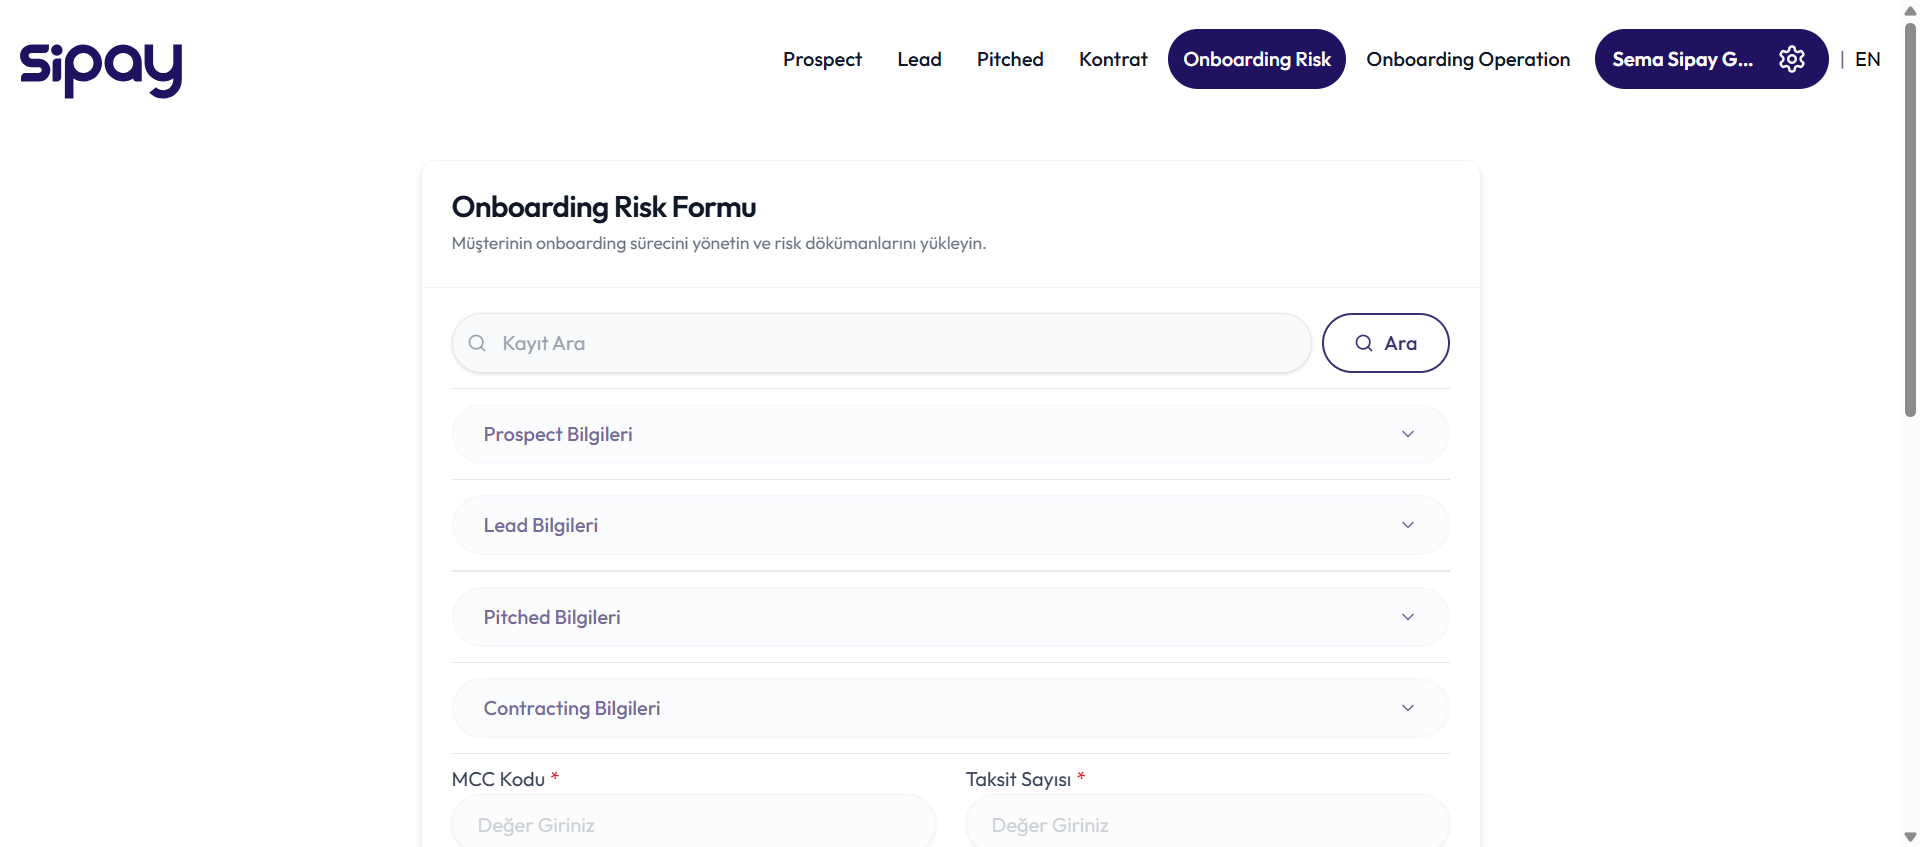 sipay
Prospect Lead Pitched Kontrat Onboarding Risk Onboarding Operation Sema Sipay G... | EN
Onboarding Risk Formu
Müşterinin onboarding sürecini yönetin ve risk dökümanlarını yükleyin.
Kayıt Ara Ara
Prospect Bilgileri
Lead Bilgileri
Pitched Bilgileri
Contracting Bilgileri
MCC Kodu * Taksit Sayısı *
Değer Giriniz Değer Giriniz